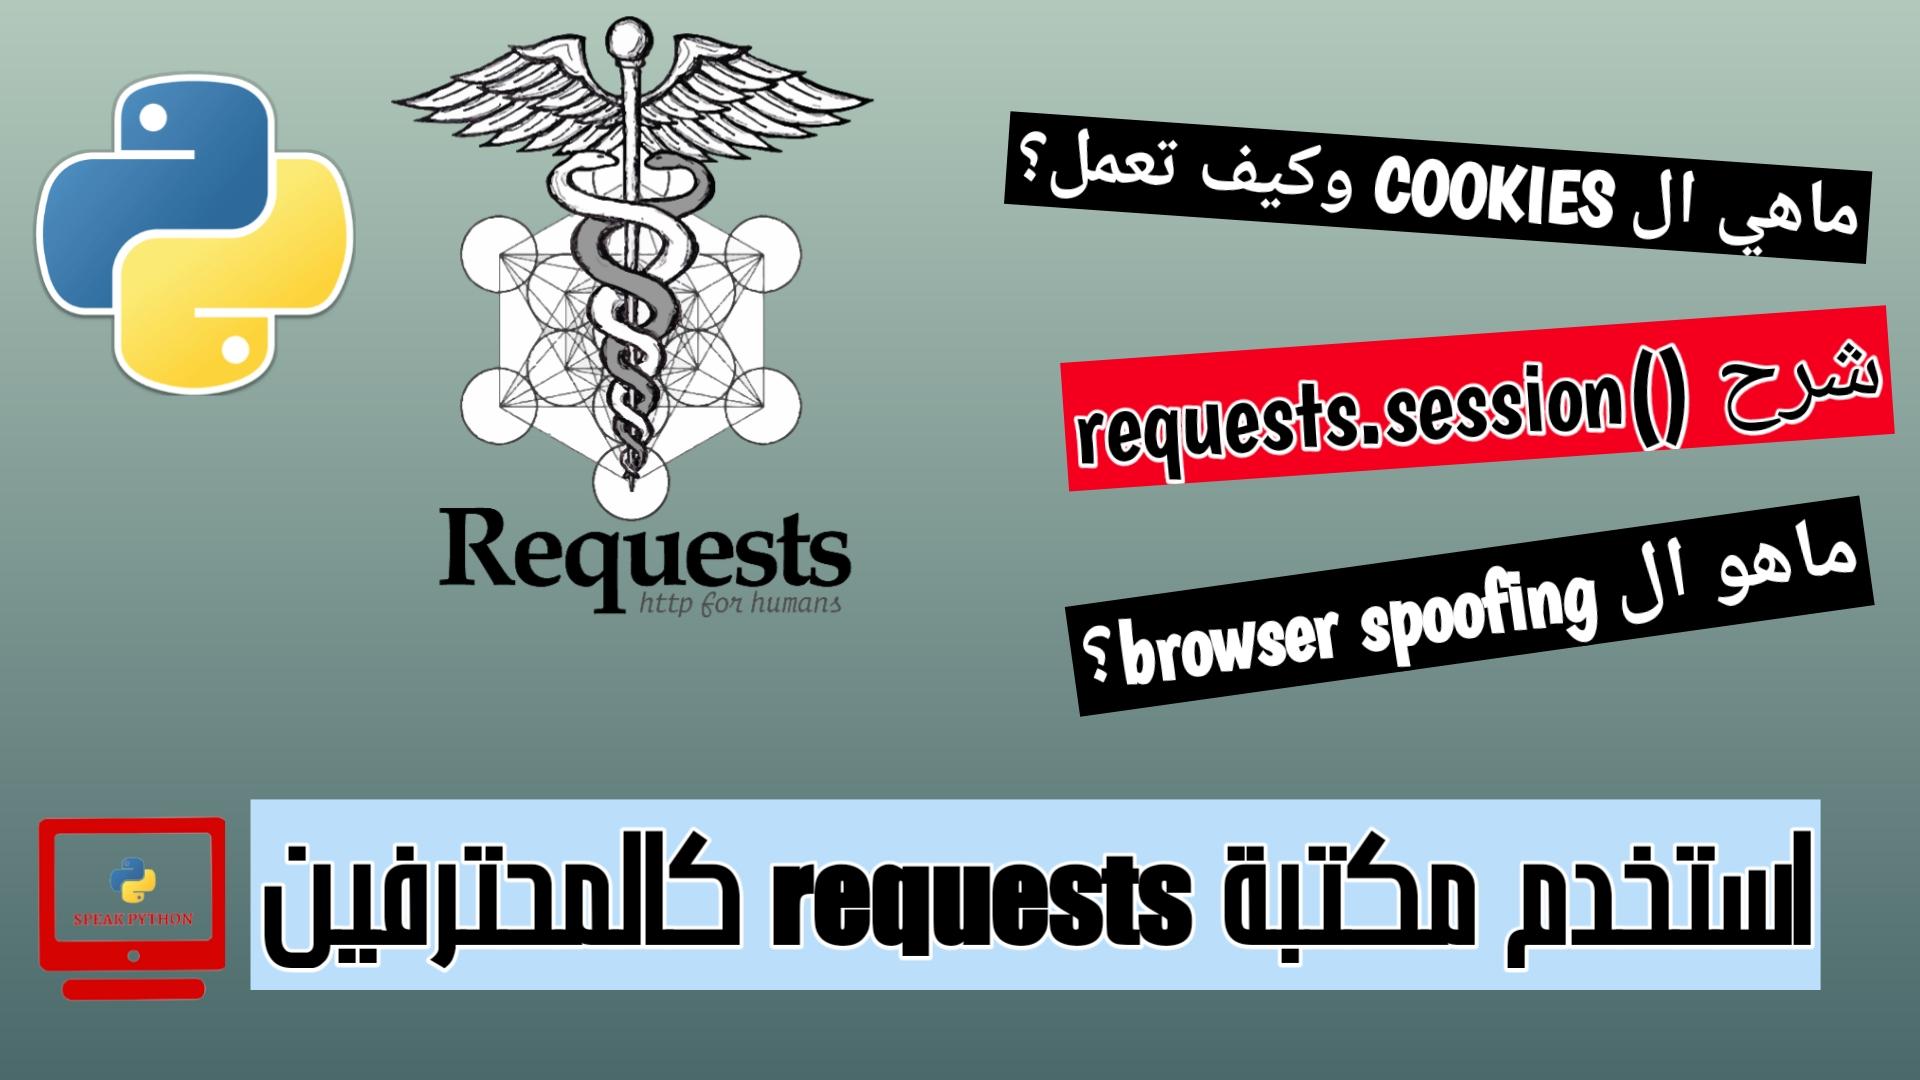 ماهي ال COOKIES وكيف تعمل؟
شرح requests.session()
ماهو ال browser spoofing؟
Requests
http for humans
استخدم مكتبة requests كالمحترفين
SPEAK PYTHON